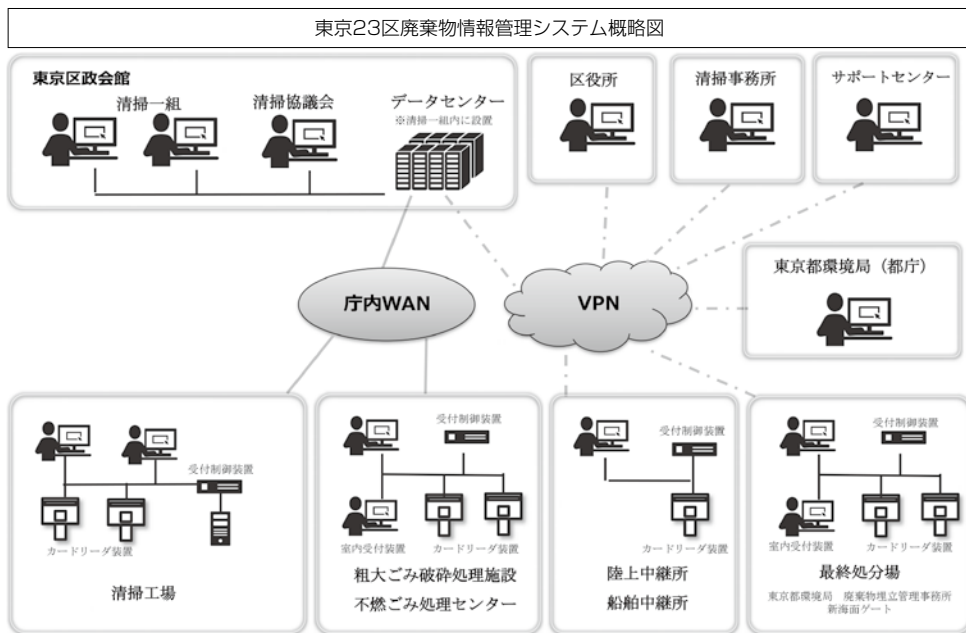 東京23区廃棄物情報管理システム概略図
東京区政会館
清掃一組
清掃協議会
データセンター
※清掃一組内に設置
区役所
清掃事務所
サポートセンター
庁内WAN
VPN
東京都環境局（都庁）
受付制御装置
カードリーダ装置
清掃工場
受付制御装置
室内受付装置
カードリーダ装置
粗大ごみ破砕処理施設
不燃ごみ処理センター
受付制御装置
カードリーダ装置
陸上中継所
船舶中継所
受付制御装置
室内受付装置
カードリーダ装置
最終処分場
東京都環境局　廃棄物埋立管理事務所
新海面ゲート